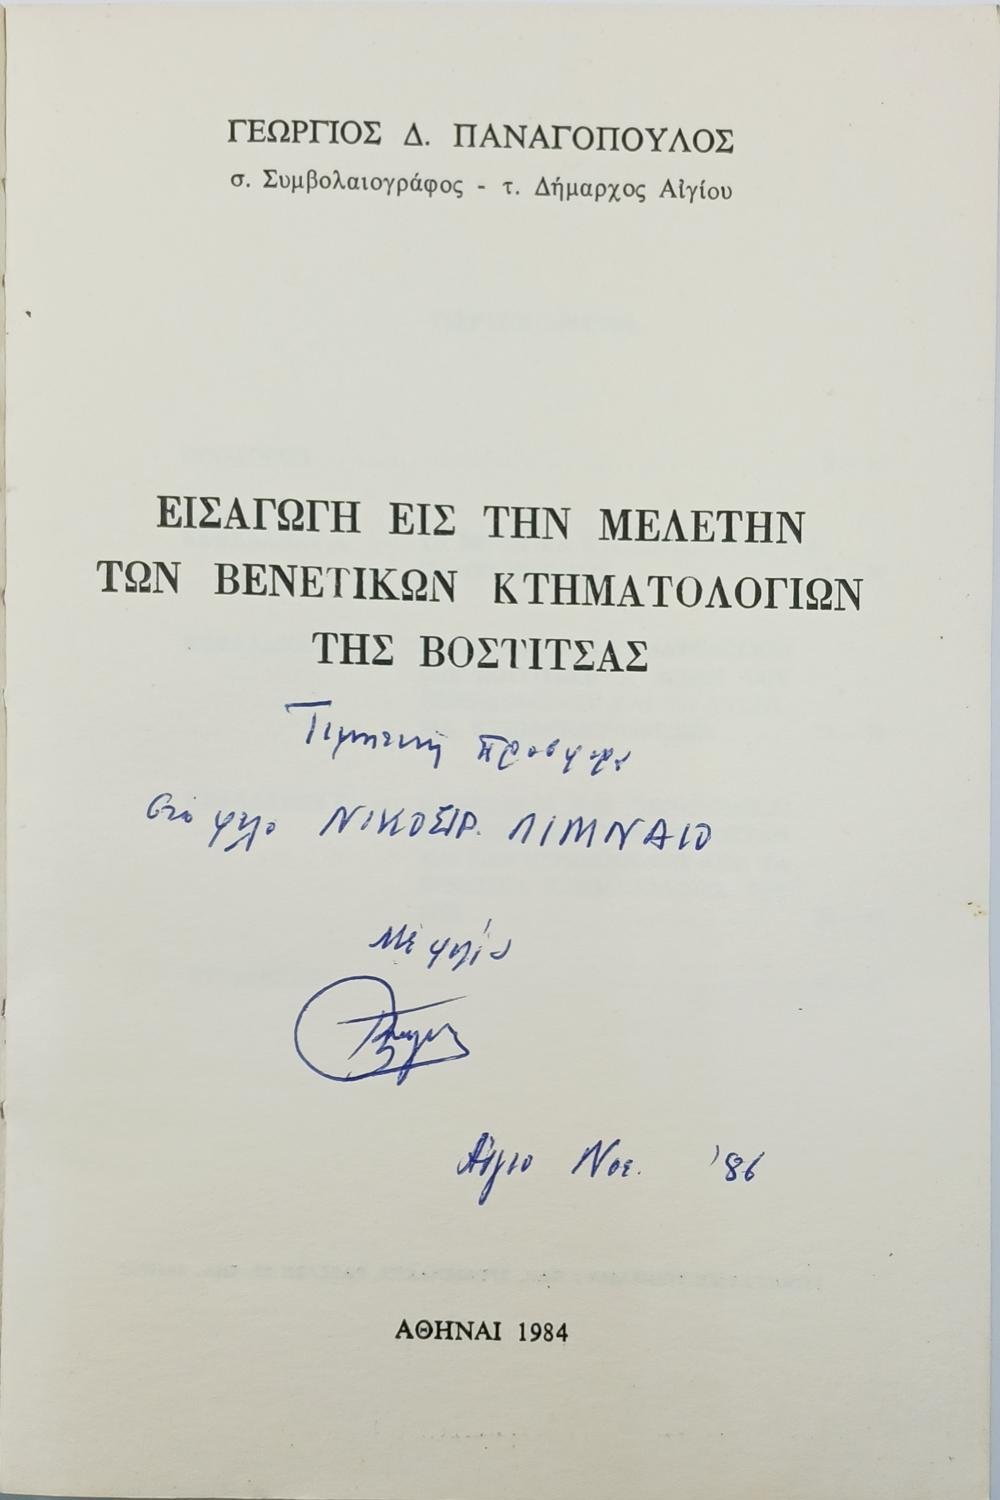 ΓΕΩΡΓΙΟΣ Δ. ΠΑΝΑΓΟΠΟΥΛΟΣ
σ. Συμβολαιογράφος - τ. Δήμαρχος Αἰγίου
ΕΙΣΑΓΩΓΗ ΕΙΣ ΤΗΝ ΜΕΛΕΤΗΝ
ΤΩΝ ΒΕΝΕΤΙΚΩΝ ΚΤΗΜΑΤΟΛΟΓΙΩΝ
ΤΗΣ ΒΟΣΤΙΤΣΑΣ
Τιμητική προσφορά
στο φίλο ΝΙΚΟΣΤΡ. ΛΙΜΝΑΙΟ
Με φιλία
Αίγιο Νοε. '86
ΑΘΗΝΑΙ 1984